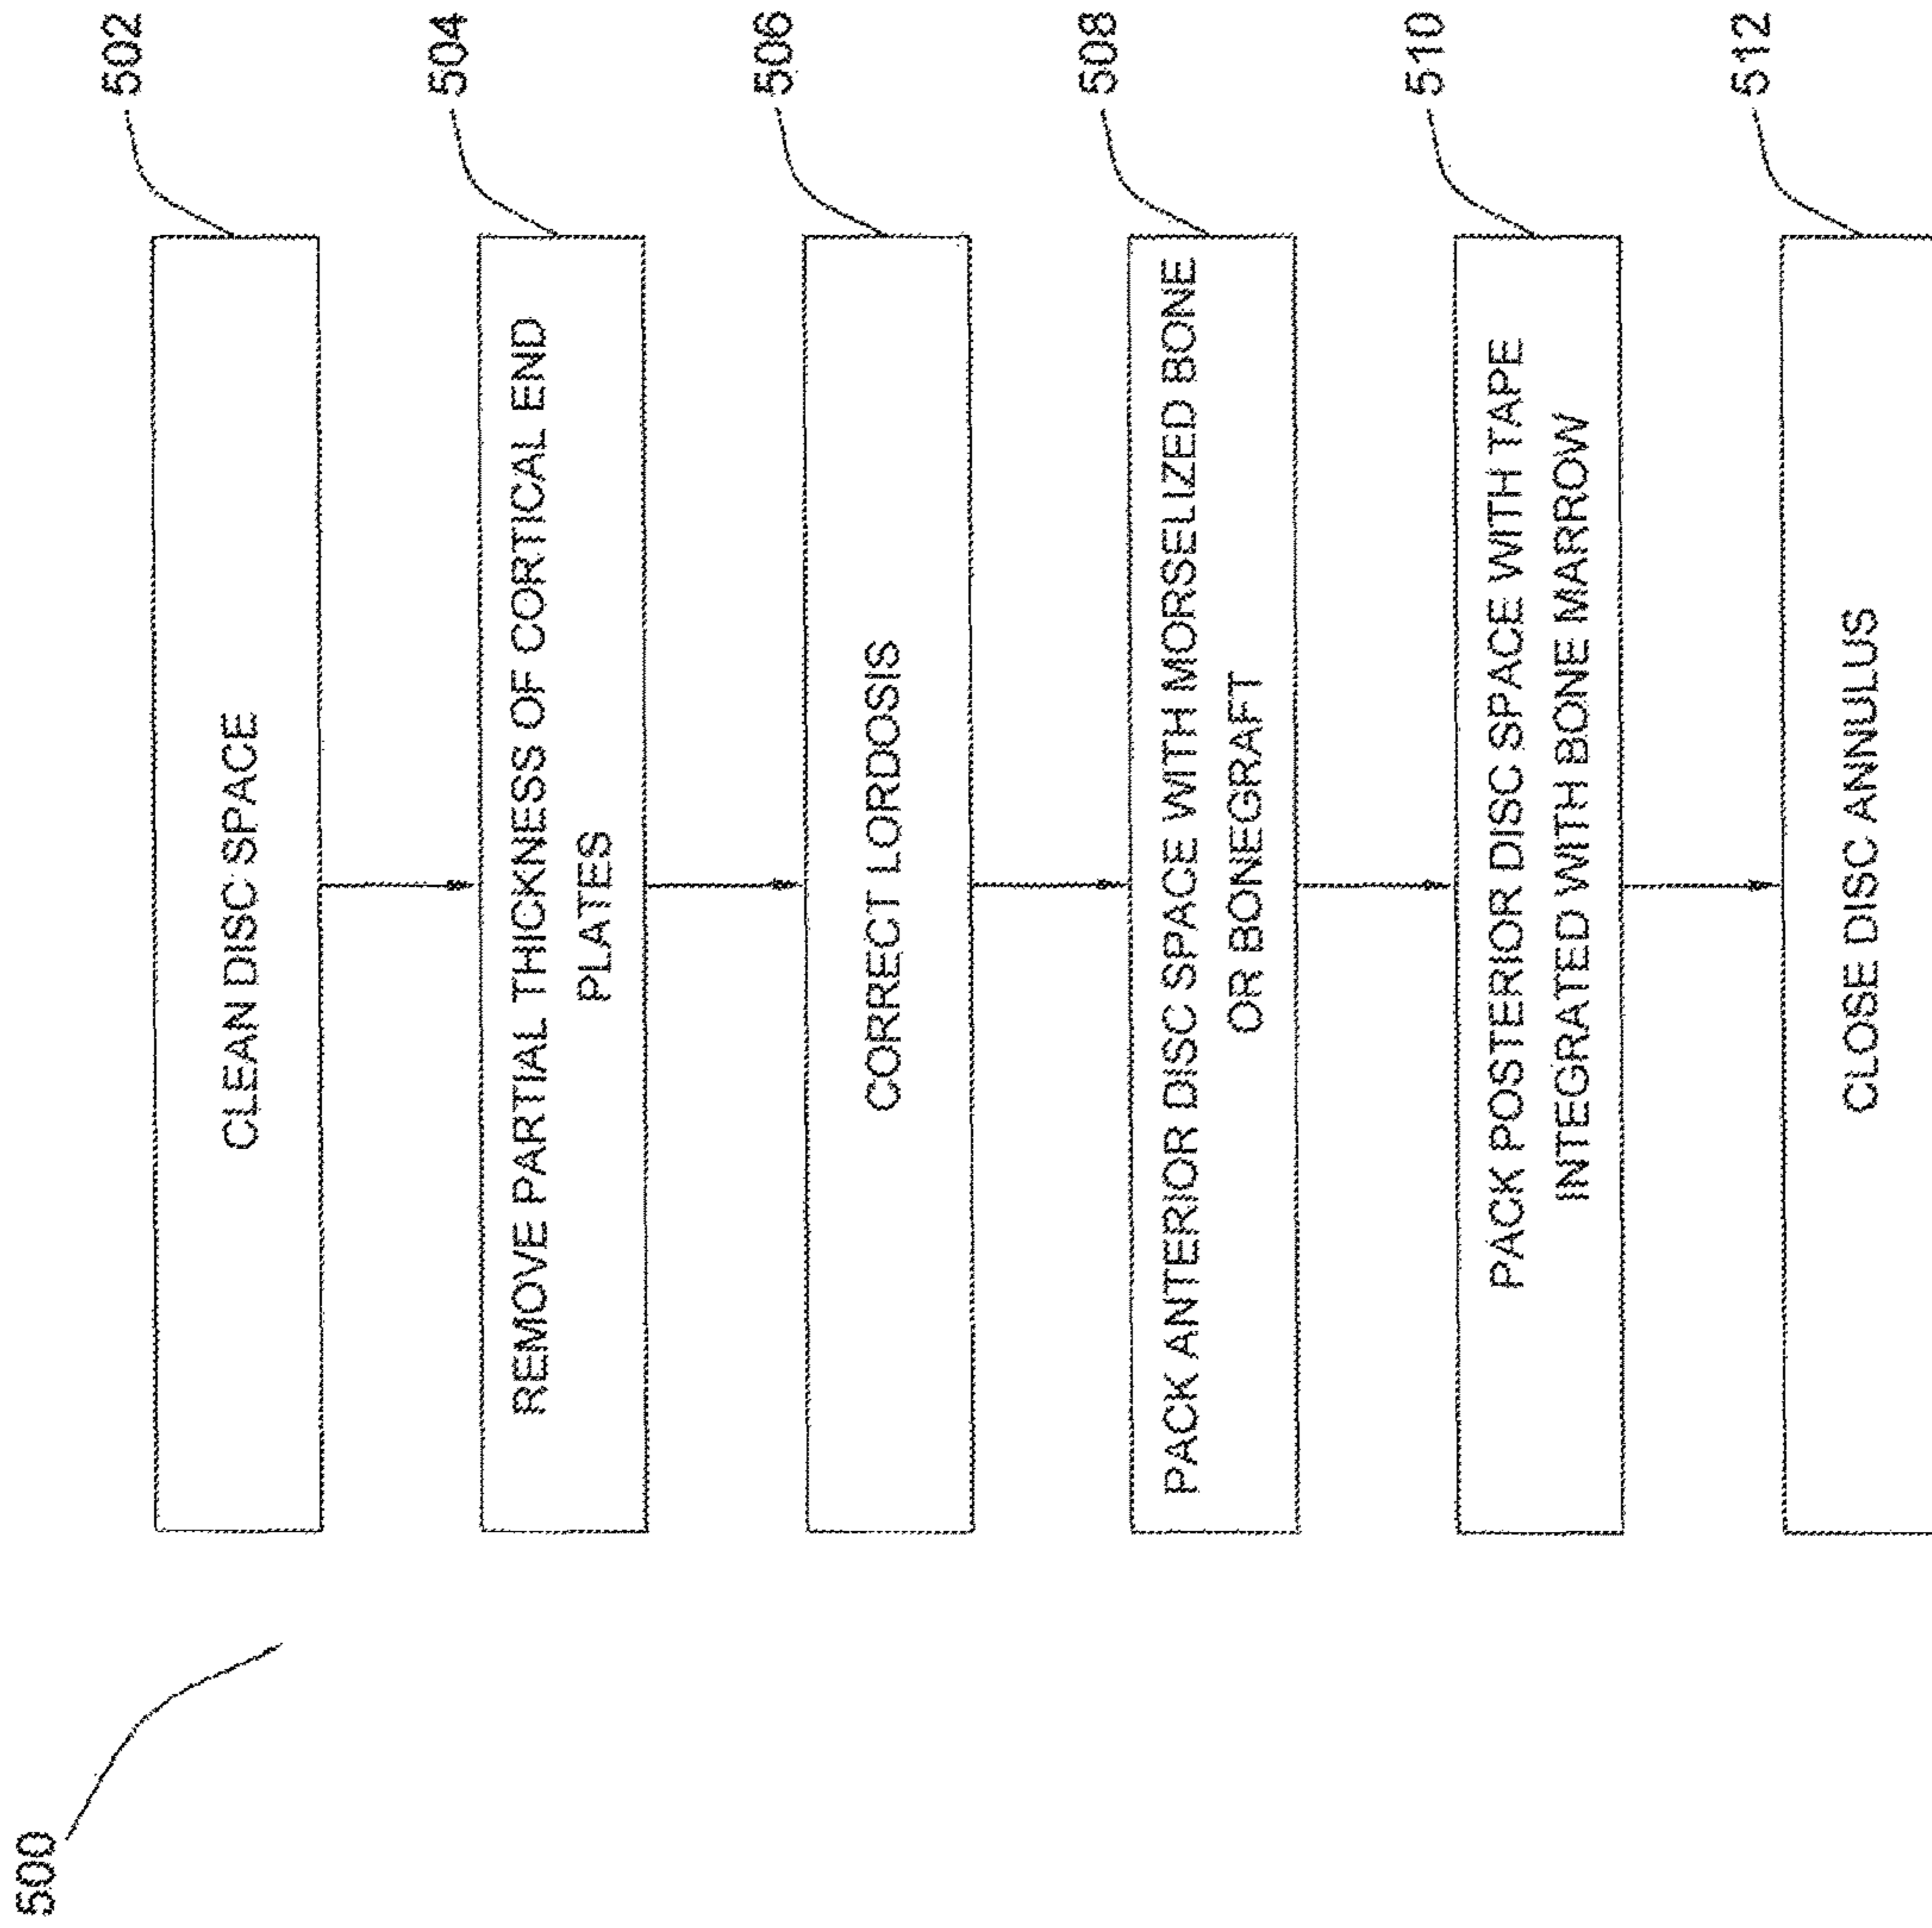 500
CLEAN DISC SPACE
502
REMOVE PARTIAL THICKNESS OF CORTICAL END
PLATES
504
CORRECT LORDOSIS
506
PACK ANTERIOR DISC SPACE WITH MORSELIZED BONE
OR BONEGRAFT
508
PACK POSTERIOR DISC SPACE WITH TAPE
INTEGRATED WITH BONE MARROW
510
CLOSE DISC ANNULUS
512